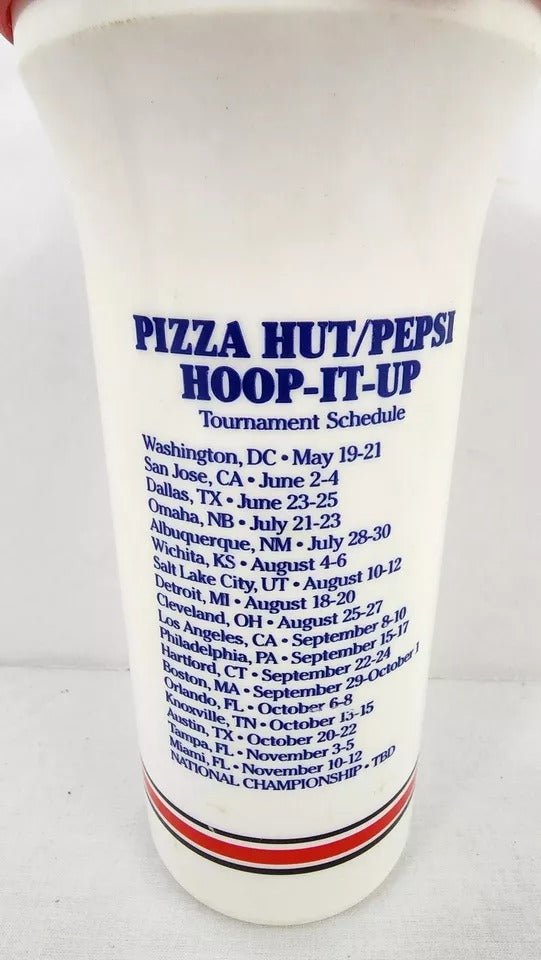 PIZZA HUT/PEPSI
HOOP-IT-UP
Tournament Schedule
Washington, DC • May 19-21
San Jose, CA • June 2-4
Dallas, TX • June 23-25
Omaha, NB • July 21-23
Albuquerque, NM • July 28-30
Wichita, KS • August 4-6
Salt Lake City, UT • August 10-12
Detroit, MI • August 18-20
Cleveland, OH • August 25-27
Los Angeles, CA • September 8-10
Philadelphia, PA • September 15-17
Hartford, CT • September 22-24
Boston, MA • September 29-October 1
Orlando, FL • October 6-8
Knoxville, TN • October 13-15
Austin, TX • October 20-22
Tampa, FL • November 3-5
Miami, FL • November 10-12
NATIONAL CHAMPIONSHIP • TBD